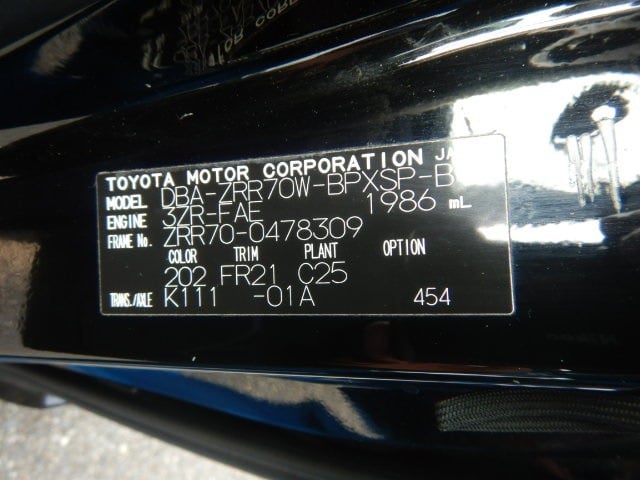 TOYOTA MOTOR CORPORATION JA
MODEL DBA-ZRR70W-BPXSP-B
ENGINE 3ZR-FAE 1986 mL
FRAME No. ZRR70-0478309
COLOR TRIM PLANT OPTION
202 FR21 C25
TRANS./AXLE K111 -01A 454